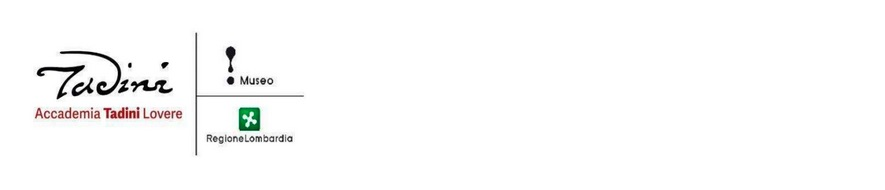 Tadini
Accademia Tadini Lovere
Museo
RegioneLombardia